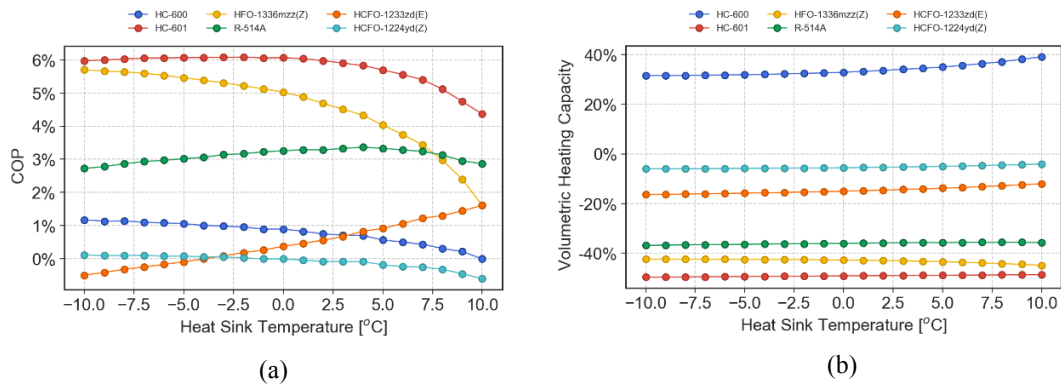 HC-600 HFO-1336mzz(Z) HCFO-1233zd(E)
HC-601 R-514A HCFO-1224yd(Z)
6%
5%
4%
3%
2%
1%
0%
COP
−10.0 −7.5 −5.0 −2.5 0.0 2.5 5.0 7.5 10.0
Heat Sink Temperature [°C]
(a)
HC-600 HFO-1336mzz(Z) HCFO-1233zd(E)
HC-601 R-514A HCFO-1224yd(Z)
40%
20%
0%
-20%
-40%
Volumetric Heating Capacity
−10.0 −7.5 −5.0 −2.5 0.0 2.5 5.0 7.5 10.0
Heat Sink Temperature [°C]
(b)